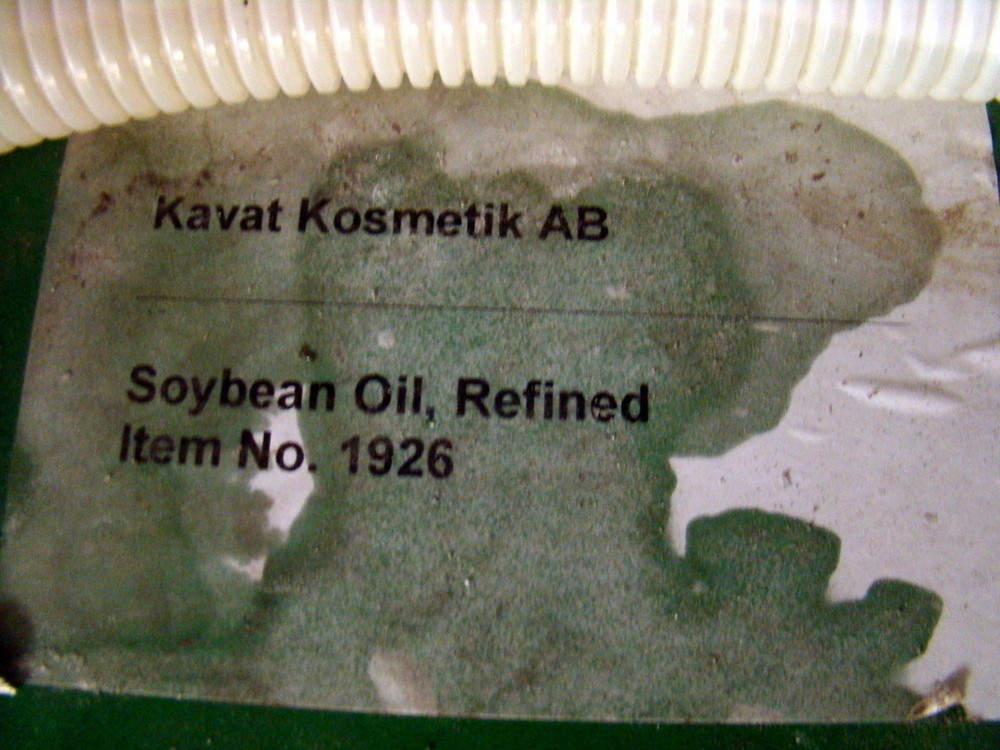 Kavat Kosmetik AB
Soybean Oil, Refined
Item No. 1926